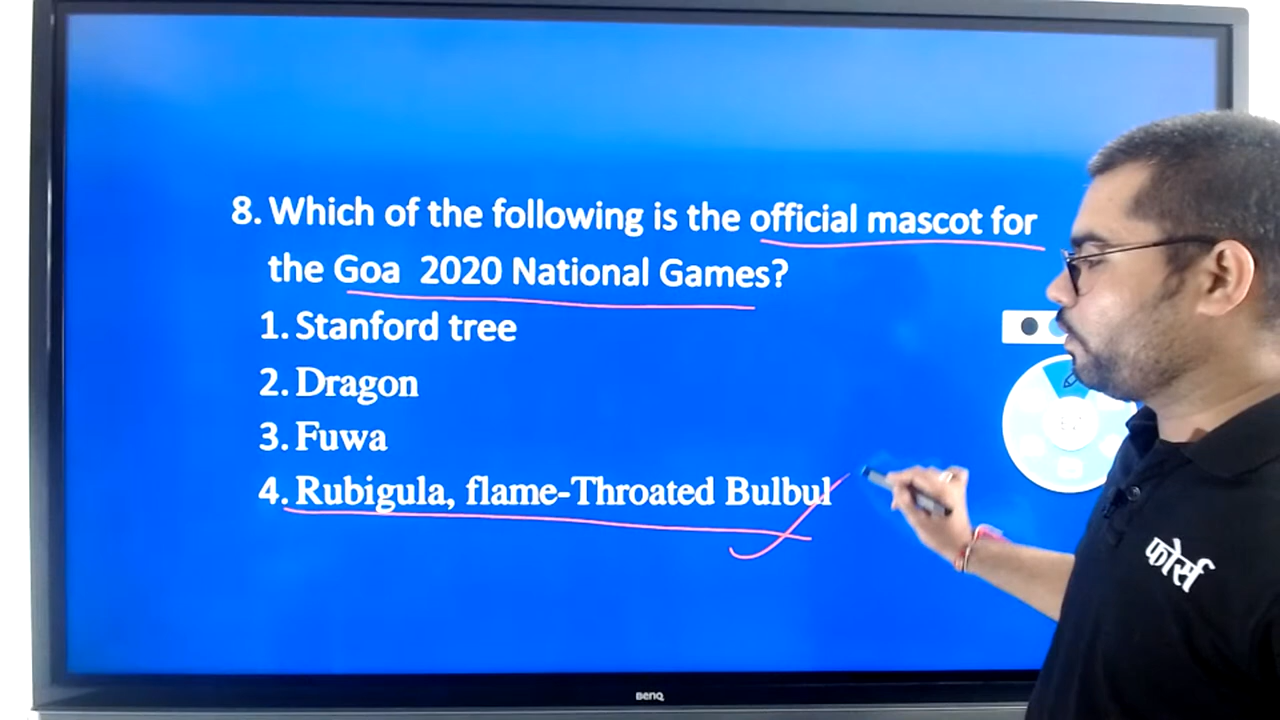 8. Which of the following is the official mascot for
the Goa 2020 National Games?
1. Stanford tree
2. Dragon
3. Fuwa
4. Rubigula, flame-Throated Bulbul
फोर्स
BenQ